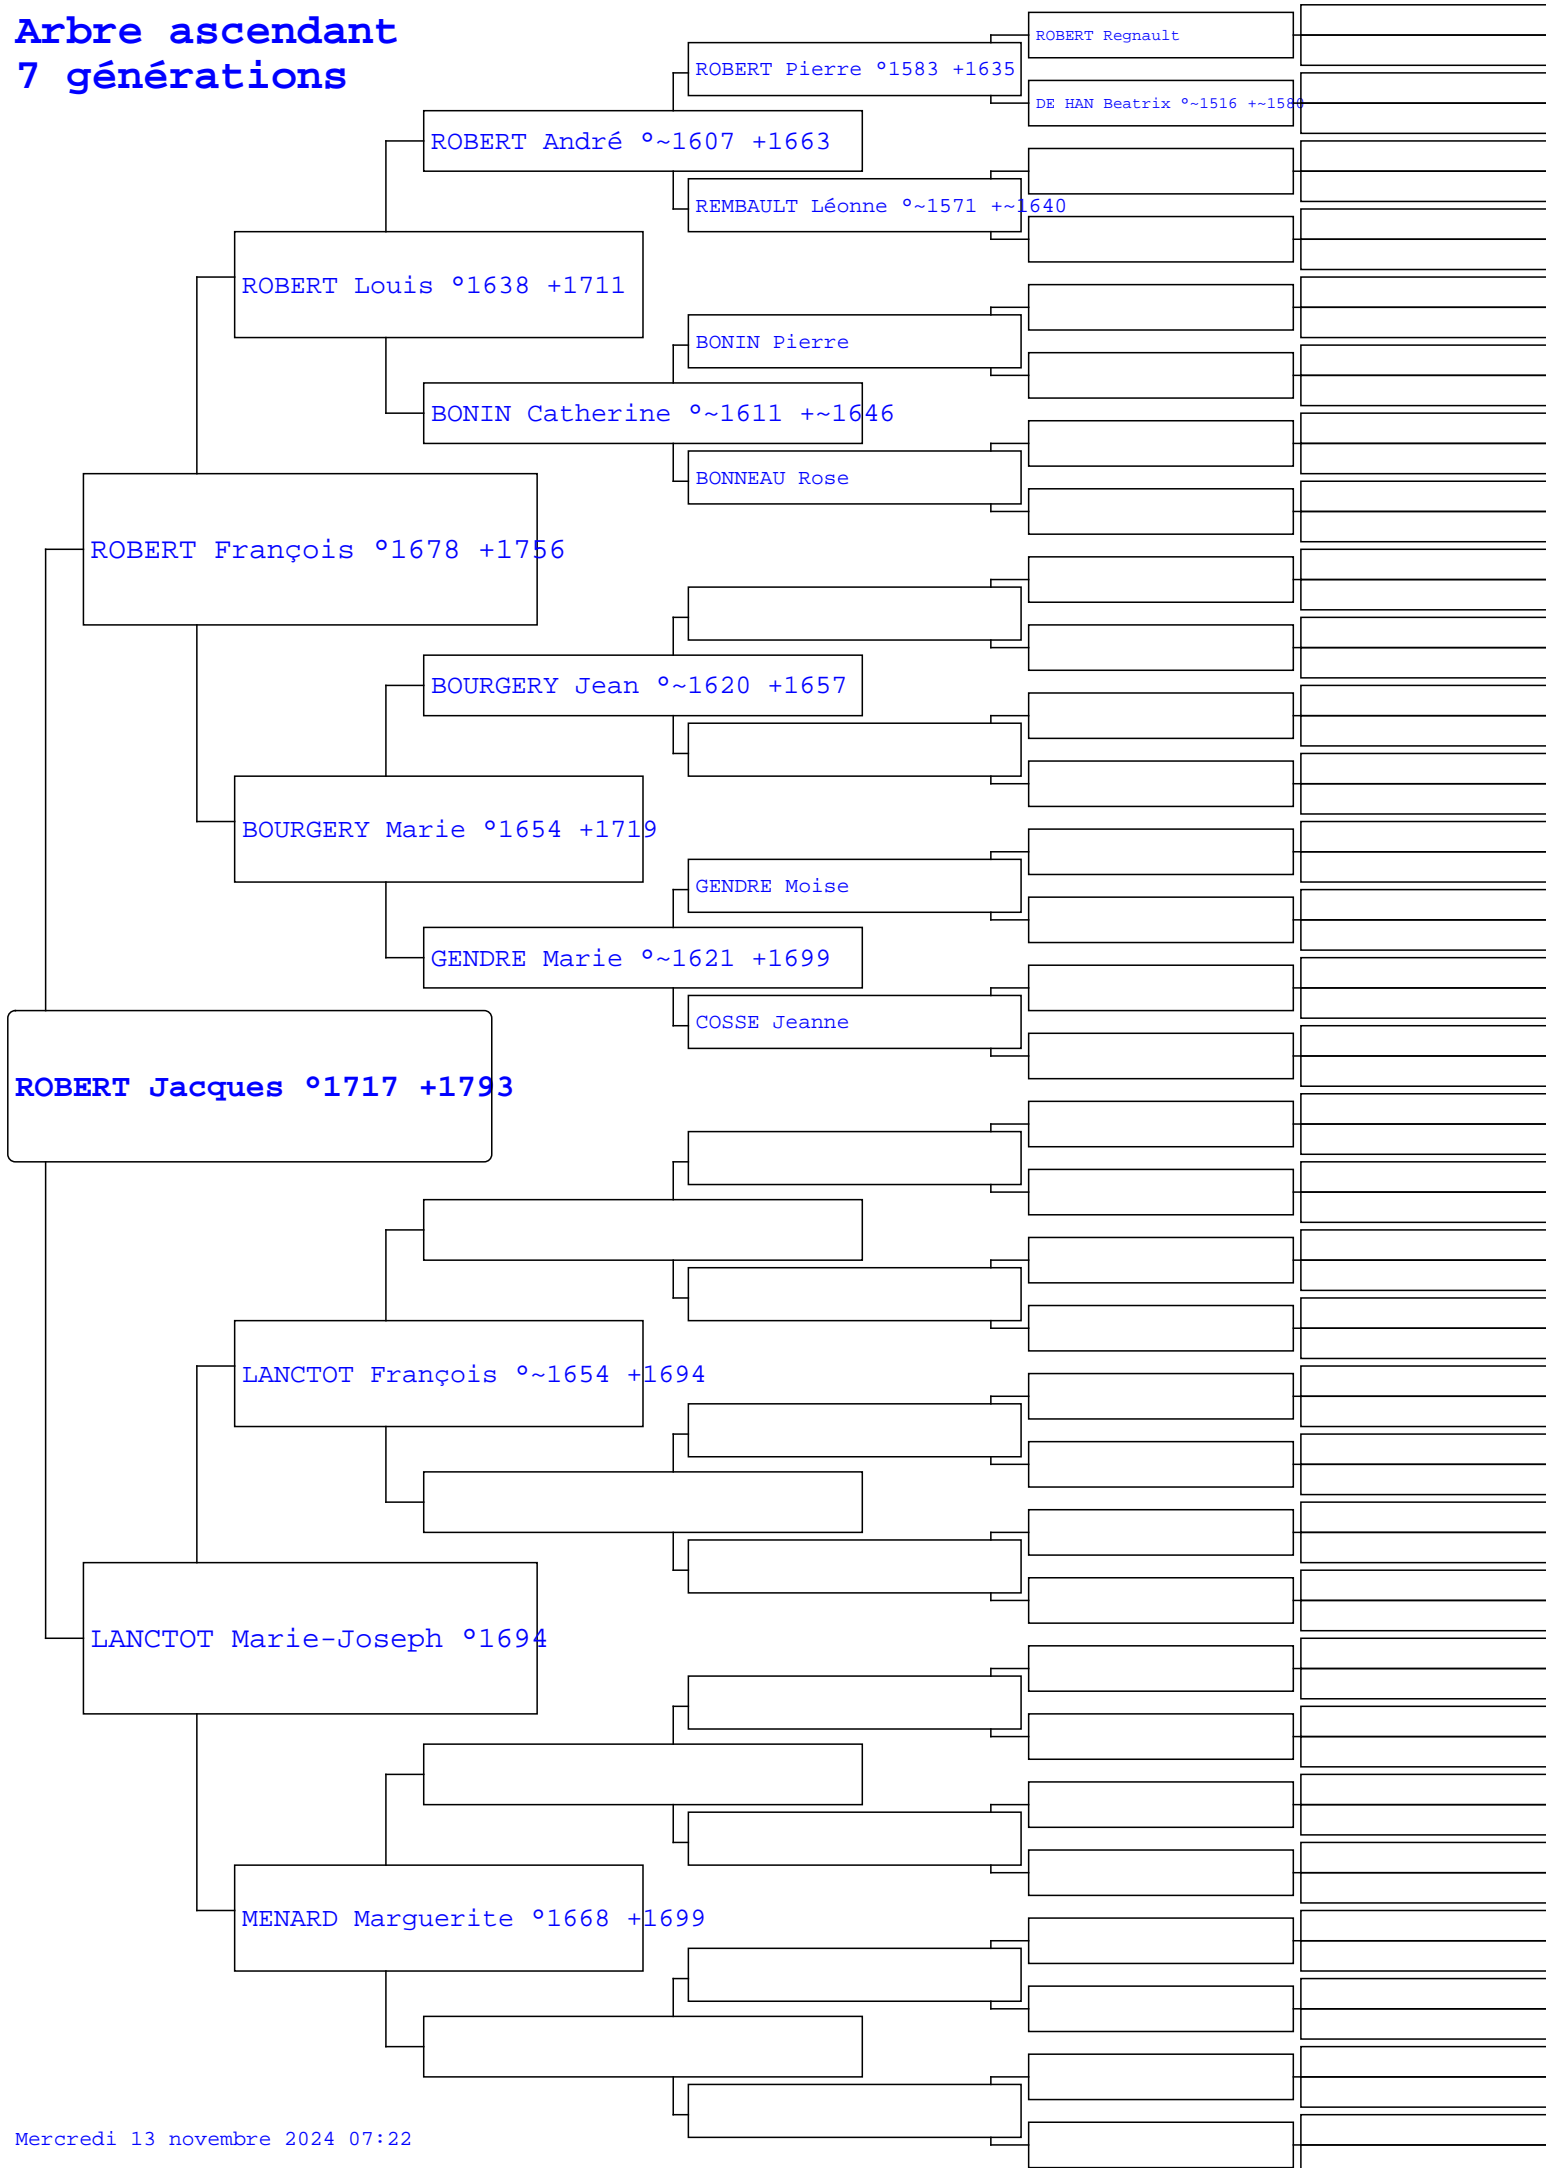 Arbre ascendant
7 générations
ROBERT Regnault
ROBERT Pierre °1583 +1635
DE HAN Beatrix °~1516 +~1580
ROBERT André °~1607 +1663
REMBAULT Léonne °~1571 +~1640
ROBERT Louis °1638 +1711
BONIN Pierre
BONIN Catherine °~1611 +~1646
BONNEAU Rose
ROBERT François °1678 +1756
BOURGERY Jean °~1620 +1657
BOURGERY Marie °1654 +1719
GENDRE Moise
GENDRE Marie °~1621 +1699
COSSE Jeanne
ROBERT Jacques °1717 +1793
LANCTOT François °~1654 +1694
LANCTOT Marie-Joseph °1694
MENARD Marguerite °1668 +1699
Mercredi 13 novembre 2024 07:22